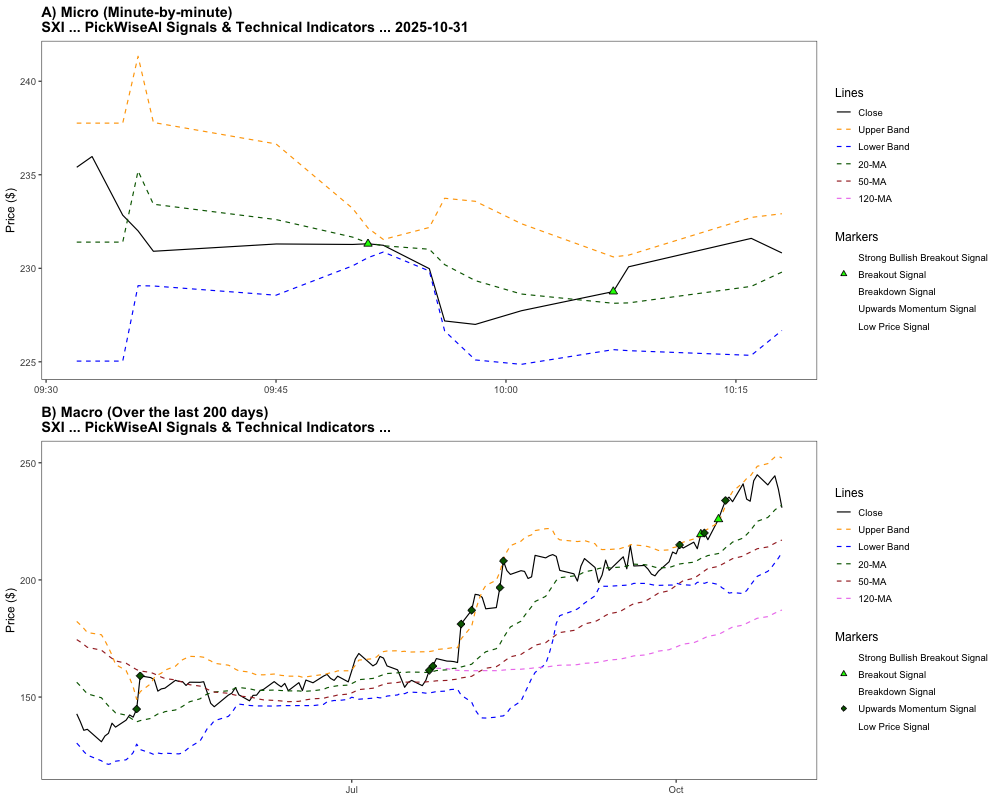 A) Micro (Minute-by-minute)
SXI ... PickWiseAI Signals & Technical Indicators ... 2025-10-31
Price ($)
240
235
230
225
09:30
09:45
10:00
10:15
Lines
Close
Upper Band
Lower Band
20-MA
50-MA
120-MA
Markers
Strong Bullish Breakout Signal
Breakout Signal
Breakdown Signal
Upwards Momentum Signal
Low Price Signal
B) Macro (Over the last 200 days)
SXI ... PickWiseAI Signals & Technical Indicators ...
Price ($)
250
200
150
Jul
Oct
Lines
Close
Upper Band
Lower Band
20-MA
50-MA
120-MA
Markers
Strong Bullish Breakout Signal
Breakout Signal
Breakdown Signal
Upwards Momentum Signal
Low Price Signal